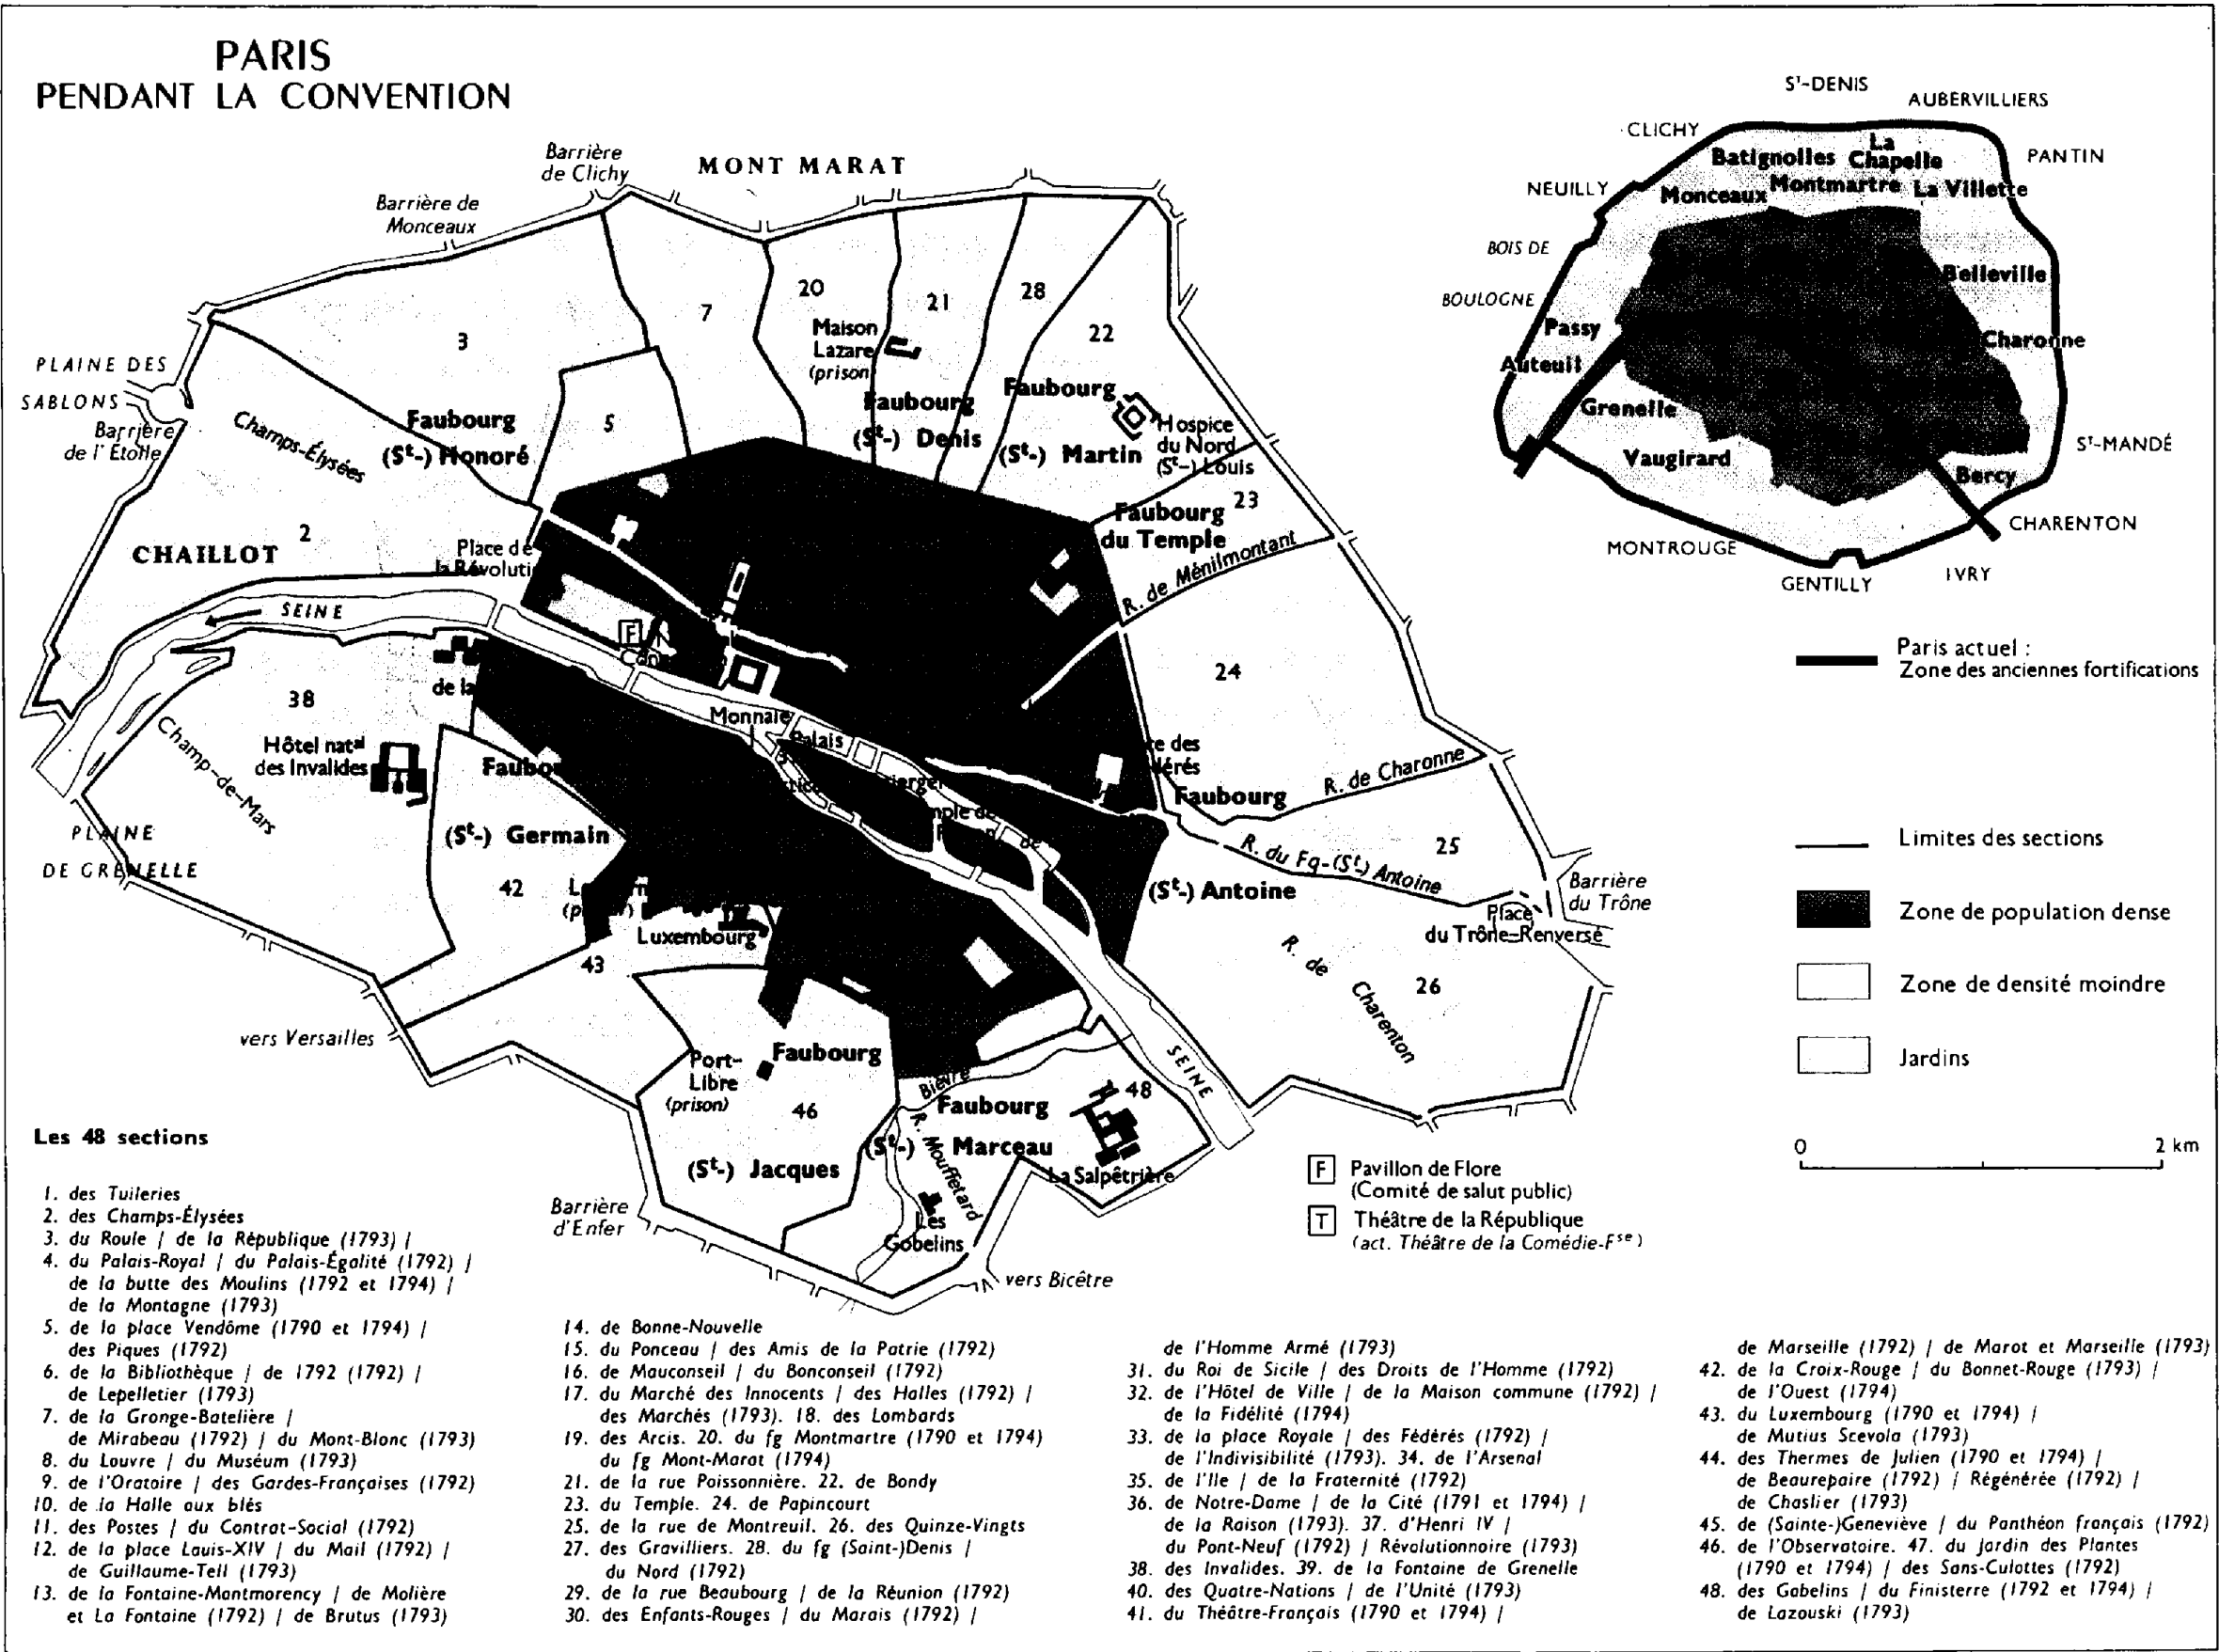 PARIS
PENDANT LA CONVENTION
Barrière
de Clichy
MONT MARAT
Barrière de
Monceaux
20
21
28
7
22
3
Maison
Lazare
(prison)
PLAINE DES
SABLONS
Barrière
de l'Étoile
Champs-Élysées
Faubourg
(St-) Honoré
5
Faubourg
(St-) Denis
Faubourg
(St-) Martin
Hospice
du Nord
(St-) Louis
23
Faubourg
du Temple
R. de Ménilmontant
2
CHAILLOT
Place de
la Révoluti
SEINE
F
24
38
de la
Monnaie
Palais
Champ-de-Mars
Hôtel natal
des Invalides
Faubo
(St-) Germain
42
PLAINE
DE GRENELLE
Luxembourg
43
R. de Charonne
Faubourg
(St-) Antoine
25
R. du Fg-(St-) Antoine
Barrière
du Trône
Place
du Trône-Renversé
R. de Charenton
26
SEINE
vers Versailles
Port-
Libre
(prison)
Faubourg
46
(St-) Jacques
Bièvre
Faubourg
(St-) Marceau
R. Mouffetard
48
La Salpêtrière
Les
Gobelins
Barrière
d'Enfer
vers Bicêtre
St-DENIS
AUBERVILLIERS
CLICHY
La
Batignolles Chapelle
PANTIN
NEUILLY
Monceaux Montmartre La Villette
BOIS DE
BOULOGNE
Belleville
Passy
Charonne
Auteuil
Grenelle
St-MANDÉ
Vaugirard
Bercy
CHARENTON
MONTROUGE
GENTILLY
IVRY
Paris actuel :
Zone des anciennes fortifications
Limites des sections
Zone de population dense
Zone de densité moindre
Jardins
0 2 km
F Pavillon de Flore
(Comité de salut public)
T Théâtre de la République
(act. Théâtre de la Comédie-Fse)
Les 48 sections
1. des Tuileries
2. des Champs-Élysées
3. du Roule / de la République (1793) /
4. du Palais-Royal / du Palais-Égalité (1792) /
de la butte des Moulins (1792 et 1794) /
de la Montagne (1793)
5. de la place Vendôme (1790 et 1794) /
des Piques (1792)
6. de la Bibliothèque / de 1792 (1792) /
de Lepelletier (1793)
7. de la Gronge-Batelière /
de Mirabeau (1792) / du Mont-Blonc (1793)
8. du Louvre / du Muséum (1793)
9. de l'Oratoire / des Gardes-Françaises (1792)
10. de la Halle aux blés
11. des Postes / du Contrat-Social (1792)
12. de la place Louis-XIV / du Mail (1792) /
de Guillaume-Tell (1793)
13. de la Fontaine-Montmorency / de Molière
et La Fontaine (1792) / de Brutus (1793)
14. de Bonne-Nouvelle
15. du Ponceau / des Amis de la Patrie (1792)
16. de Mauconseil / du Bonconseil (1792)
17. du Marché des Innocents / des Halles (1792) /
des Marchés (1793). 18. des Lombards
19. des Arcis. 20. du fg Montmartre (1790 et 1794)
du fg Mont-Marat (1794)
21. de la rue Poissonnière. 22. de Bondy
23. du Temple. 24. de Papincourt
25. de la rue de Montreuil. 26. des Quinze-Vingts
27. des Gravilliers. 28. du fg (Saint-)Denis /
du Nord (1792)
29. de la rue Beaubourg / de la Réunion (1792)
30. des Enfants-Rouges / du Marais (1792) /
de l'Homme Armé (1793)
31. du Roi de Sicile / des Droits de l'Homme (1792)
32. de l'Hôtel de Ville / de la Maison commune (1792) /
de la Fidélité (1794)
33. de la place Royale / des Fédérés (1792) /
de l'Indivisibilité (1793). 34. de l'Arsenal
35. de l'Ile / de la Fraternité (1792)
36. de Notre-Dame / de la Cité (1791 et 1794) /
de la Raison (1793). 37. d'Henri IV /
du Pont-Neuf (1792) / Révolutionnoire (1793)
38. des Invalides. 39. de la Fontaine de Grenelle
40. des Quatre-Nations / de l'Unité (1793)
41. du Théâtre-Français (1790 et 1794) /
de Marseille (1792) / de Marot et Marseille (1793)
42. de la Croix-Rouge / du Bonnet-Rouge (1793) /
de l'Ouest (1794)
43. du Luxembourg (1790 et 1794) /
de Mutius Scevola (1793)
44. des Thermes de Julien (1790 et 1794) /
de Beaurepaire (1792) / Régénérée (1792) /
de Chaslier (1793)
45. de (Sainte-)Geneviève / du Panthéon français (1792)
46. de l'Observatoire. 47. du Jardin des Plantes
(1790 et 1794) / des Sans-Culottes (1792)
48. des Gobelins / du Finisterre (1792 et 1794) /
de Lazouski (1793)